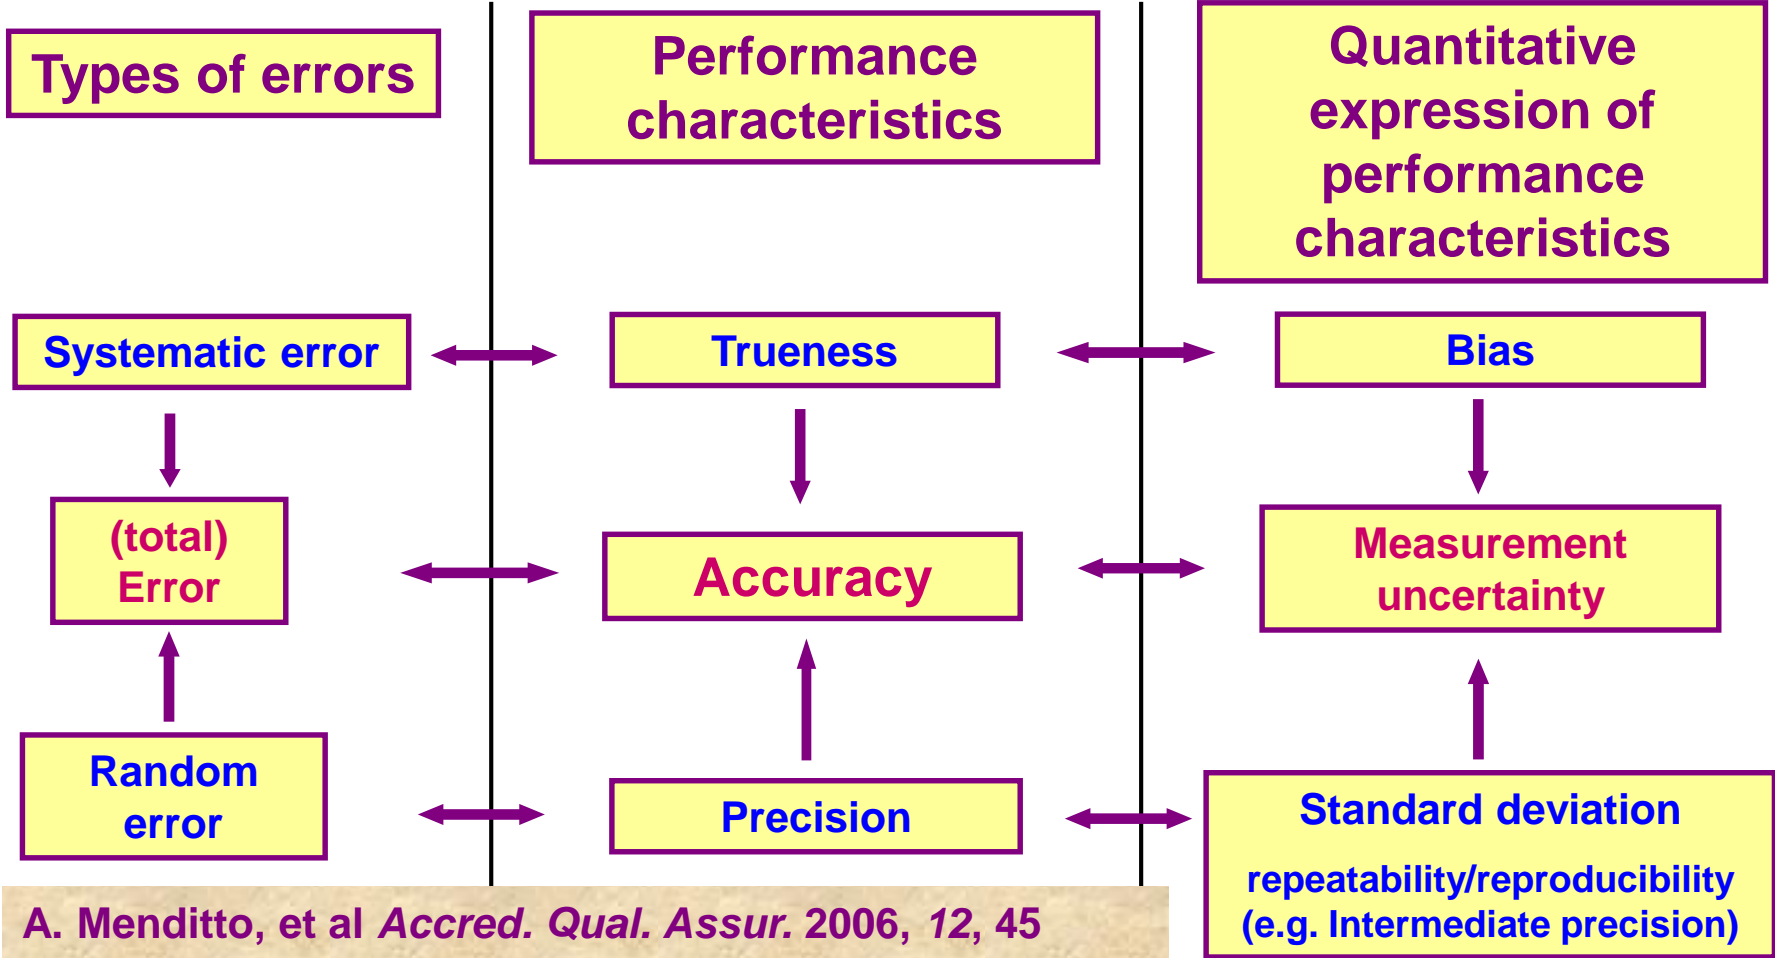 Types of errors
Performance
characteristics
Quantitative
expression of
performance
characteristics
Systematic error
Trueness
Bias
(total)
Error
Accuracy
Measurement
uncertainty
Random
error
Precision
Standard deviation
repeatability/reproducibility
(e.g. Intermediate precision)
A. Menditto, et al Accred. Qual. Assur. 2006, 12, 45